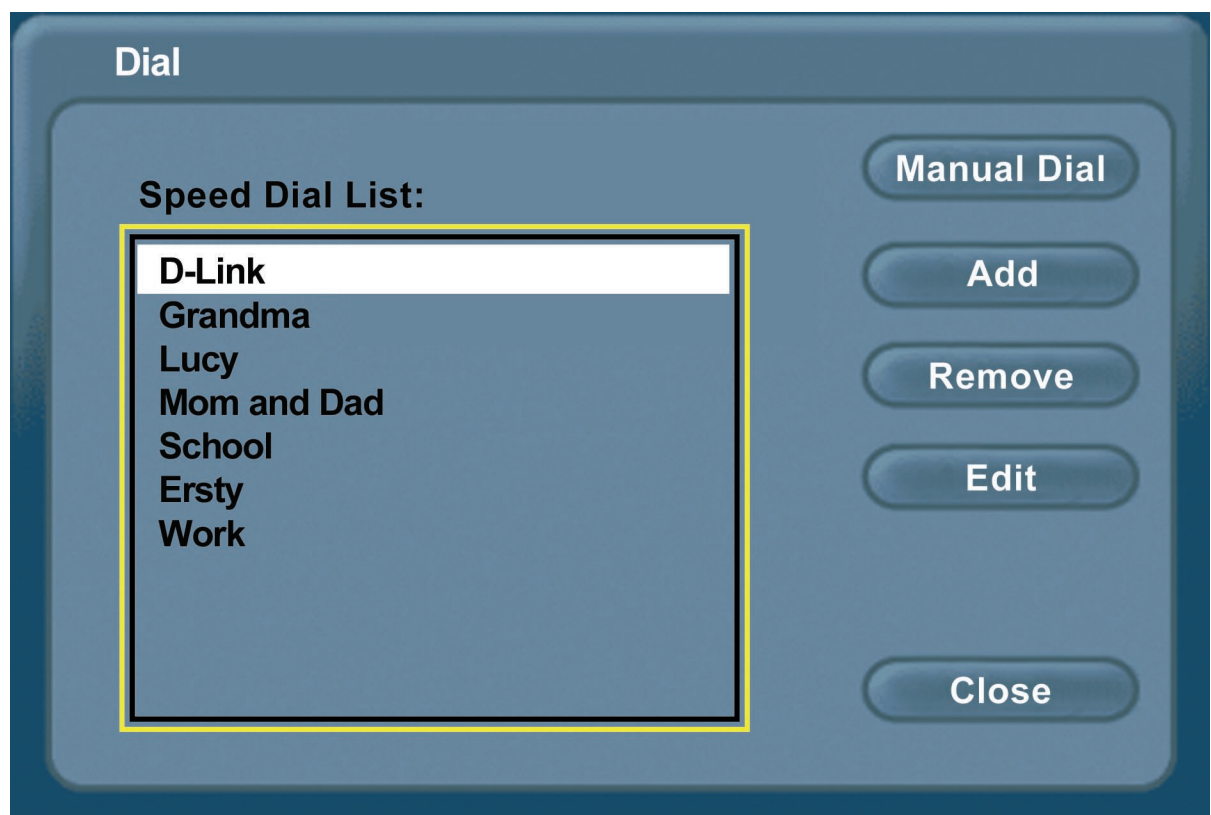 Dial
Speed Dial List:
D-Link
Grandma
Lucy
Mom and Dad
School
Ersty
Work
Manual Dial
Add
Remove
Edit
Close